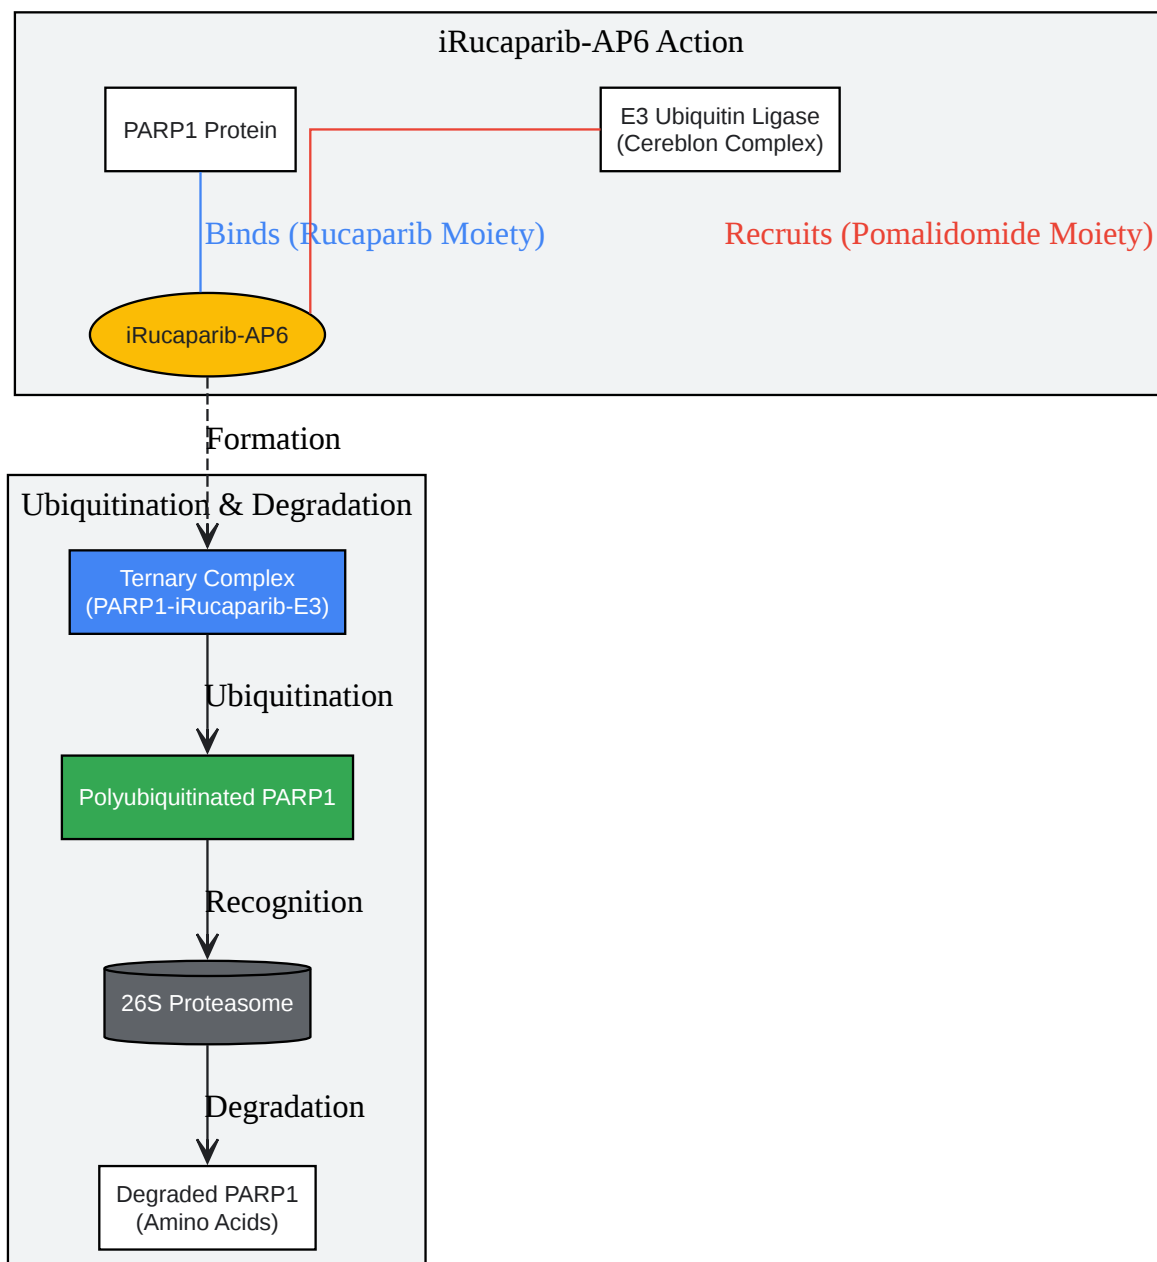 iRucaparib-AP6 Action
PARP1 Protein
E3 Ubiquitin Ligase
(Cereblon Complex)
Binds (Rucaparib Moiety)
Recruits (Pomalidomide Moiety)
iRucaparib-AP6
Formation
Ubiquitination & Degradation
Ternary Complex
(PARP1-iRucaparib-E3)
Ubiquitination
Polyubiquitinated PARP1
Recognition
26S Proteasome
Degradation
Degraded PARP1
(Amino Acids)